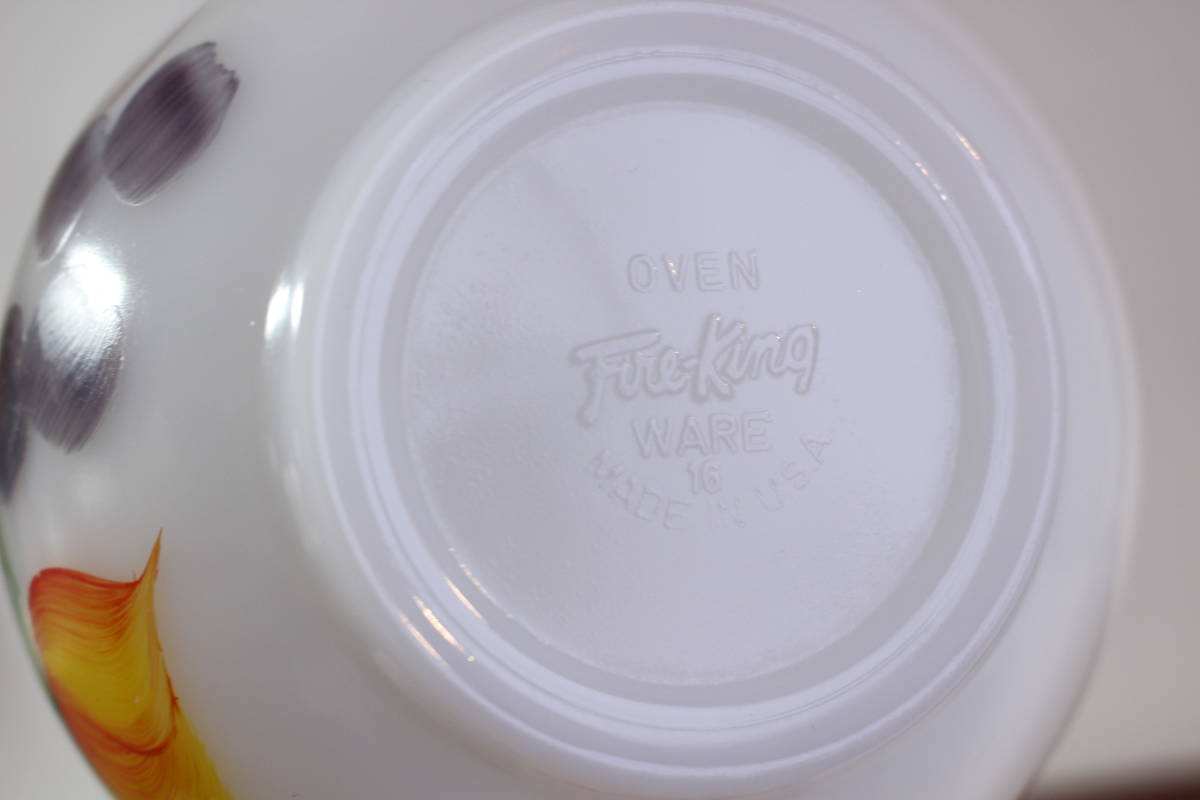 OVEN
Fire-King
WARE
16
MADE IN U.S.A.